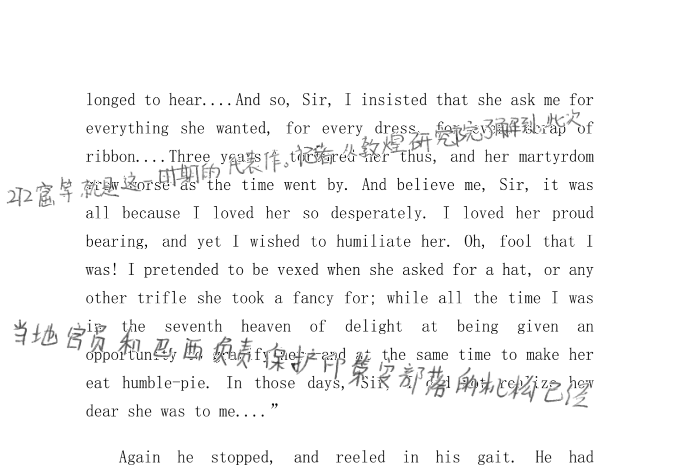 longed to hear....And so, Sir, I insisted that she ask me for
everything she wanted, for every dress, for every scrap of
ribbon....Three years I tortured her thus, and her martyrdom
212窟等就是这一时期的代表作。记者从敦煌研究院了解到此次
grew worse as the time went by. And believe me, Sir, it was
all because I loved her so desperately. I loved her proud
bearing, and yet I wished to humiliate her. Oh, fool that I
was! I pretended to be vexed when she asked for a hat, or any
other trifle she took a fancy for; while all the time I was
in the seventh heaven of delight at being given an
当地官员和巴西负责保护印第安部落的机构已经
opportunity to gratify her--and at the same time to make her
eat humble-pie. In those days, Sir, I did not realize how
dear she was to me....”
Again he stopped, and reeled in his gait. He had